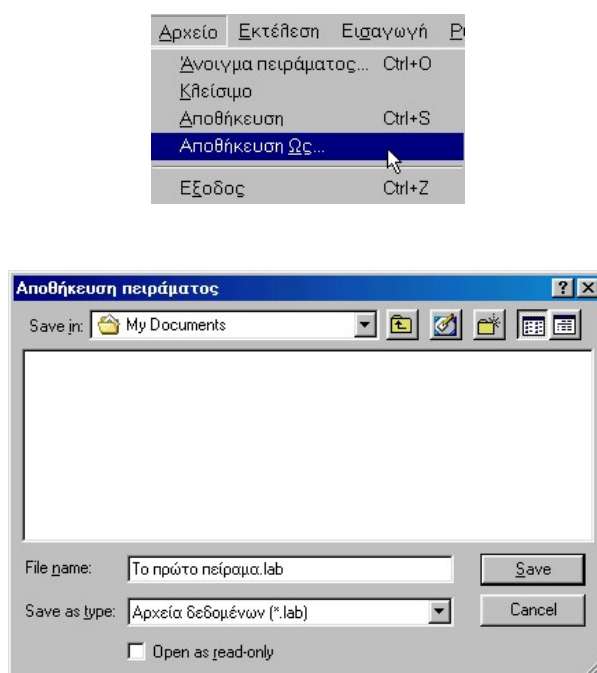 Αρχείο Εκτέλεση Εισαγωγή
Άνοιγμα πειράματος... Ctrl+O
Κλείσιμο
Αποθήκευση Ctrl+S
Αποθήκευση Ως...
Εξοδος Ctrl+Z
Αποθήκευση πειράματος
Save in: My Documents
File name: Το πρώτο πείραμα.lab Save
Save as type: Αρχεία δεδομένων (*.lab) Cancel
Open as read-only